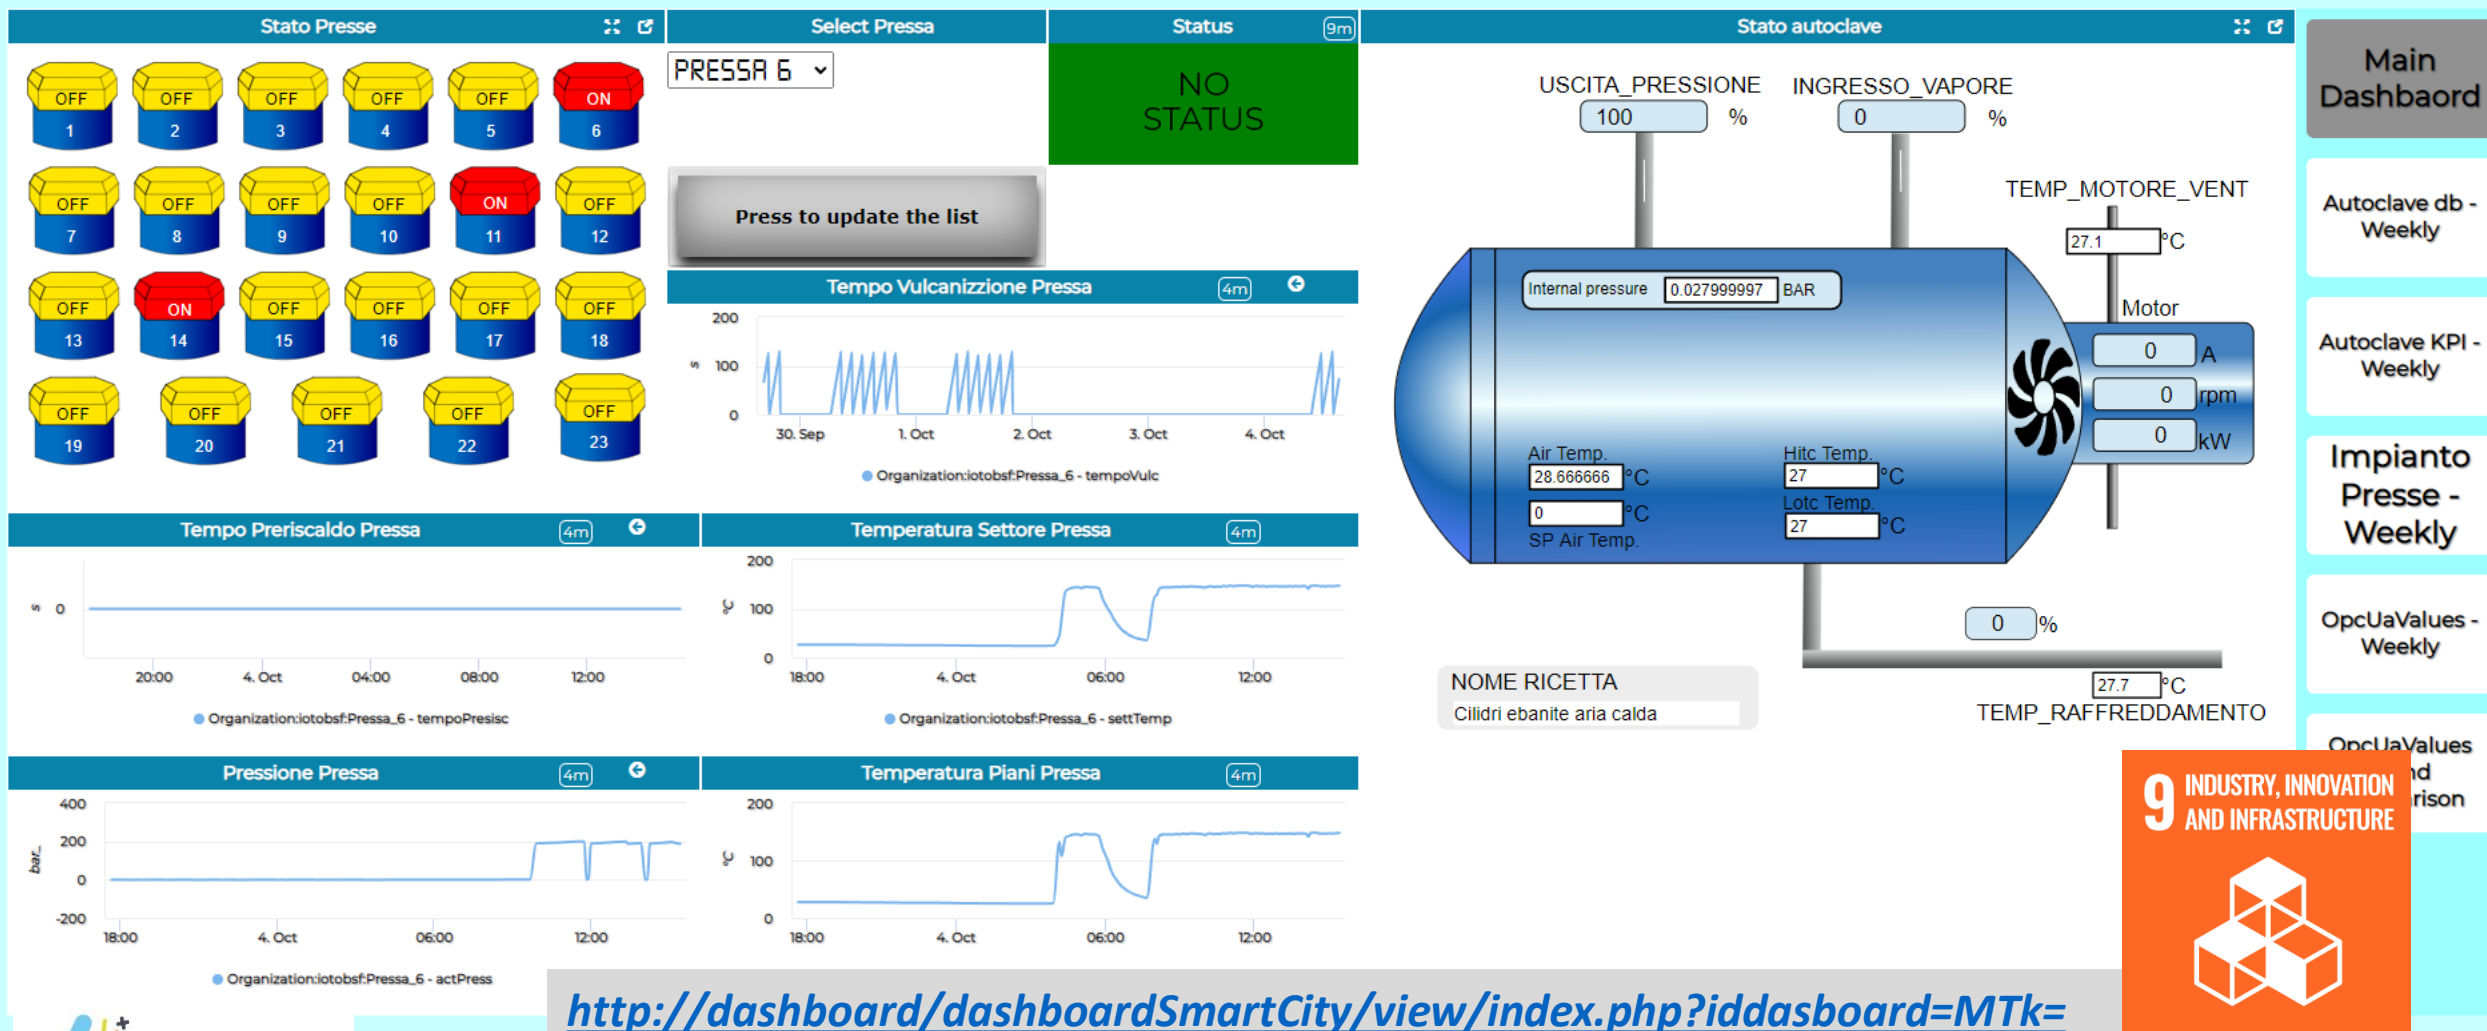 Stato Presse
Select Pressa
Status
9m
Stato autoclave
Main
Dashbaord
PRESSA 6
NO
STATUS
OFF OFF OFF OFF OFF ON
1 2 3 4 5 6
OFF OFF OFF OFF ON OFF
7 8 9 10 11 12
OFF ON OFF OFF OFF OFF
13 14 15 16 17 18
OFF OFF OFF OFF OFF
19 20 21 22 23
Press to update the list
Tempo Vulcanizzione Pressa
4m
200
s 100
0
30. Sep 1. Oct 2. Oct 3. Oct 4. Oct
Organization:iotobsf:Pressa_6 - tempoVulc
Tempo Preriscaldo Pressa
4m
s 0
20:00 4. Oct 04:00 08:00 12:00
Organization:iotobsf:Pressa_6 - tempoPresisc
Temperatura Settore Pressa
4m
200
°C 100
0
18:00 4. Oct 06:00 12:00
Organization:iotobsf:Pressa_6 - settTemp
Pressione Pressa
4m
400
200
bar_
0
-200
18:00 4. Oct 06:00 12:00
Organization:iotobsf:Pressa_6 - actPress
Temperatura Piani Pressa
4m
200
°C 100
0
18:00 4. Oct 06:00 12:00
USCITA_PRESSIONE
100 %
INGRESSO_VAPORE
0 %
TEMP_MOTORE_VENT
27.1 °C
Internal pressure 0.027999997 BAR
Motor
0 A
0 rpm
0 kW
Air Temp.
28.666666 °C
0 °C
SP Air Temp.
Hitc Temp.
27 °C
Lotc Temp.
27 °C
0 %
27.7 °C
TEMP_RAFFREDDAMENTO
NOME RICETTA
Cilidri ebanite aria calda
Autoclave db -
Weekly
Autoclave KPI -
Weekly
Impianto
Presse -
Weekly
OpcUaValues -
Weekly
OpcUaValues
9 INDUSTRY, INNOVATION
AND INFRASTRUCTURE
http://dashboard/dashboardSmartCity/view/index.php?iddasboard=MTk=